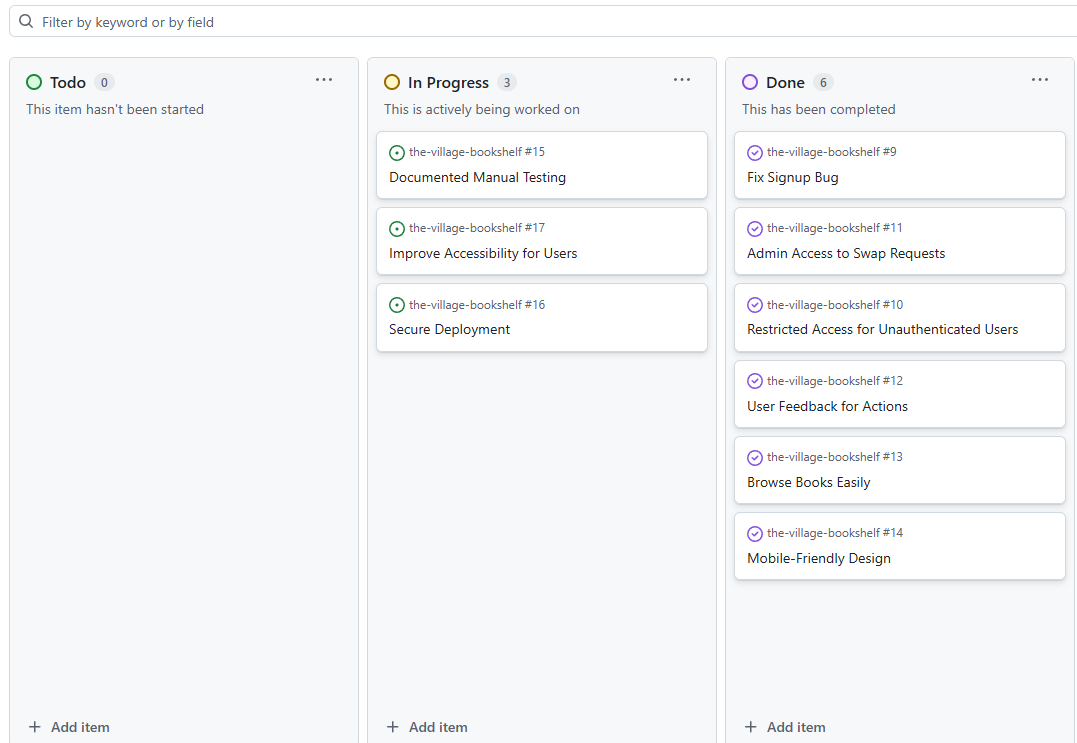 Filter by keyword or by field
Todo 0
This item hasn't been started
Add item
In Progress 3
This is actively being worked on
the-village-bookshelf #15
Documented Manual Testing
the-village-bookshelf #17
Improve Accessibility for Users
the-village-bookshelf #16
Secure Deployment
Add item
Done 6
This has been completed
the-village-bookshelf #9
Fix Signup Bug
the-village-bookshelf #11
Admin Access to Swap Requests
the-village-bookshelf #10
Restricted Access for Unauthenticated Users
the-village-bookshelf #12
User Feedback for Actions
the-village-bookshelf #13
Browse Books Easily
the-village-bookshelf #14
Mobile-Friendly Design
Add item